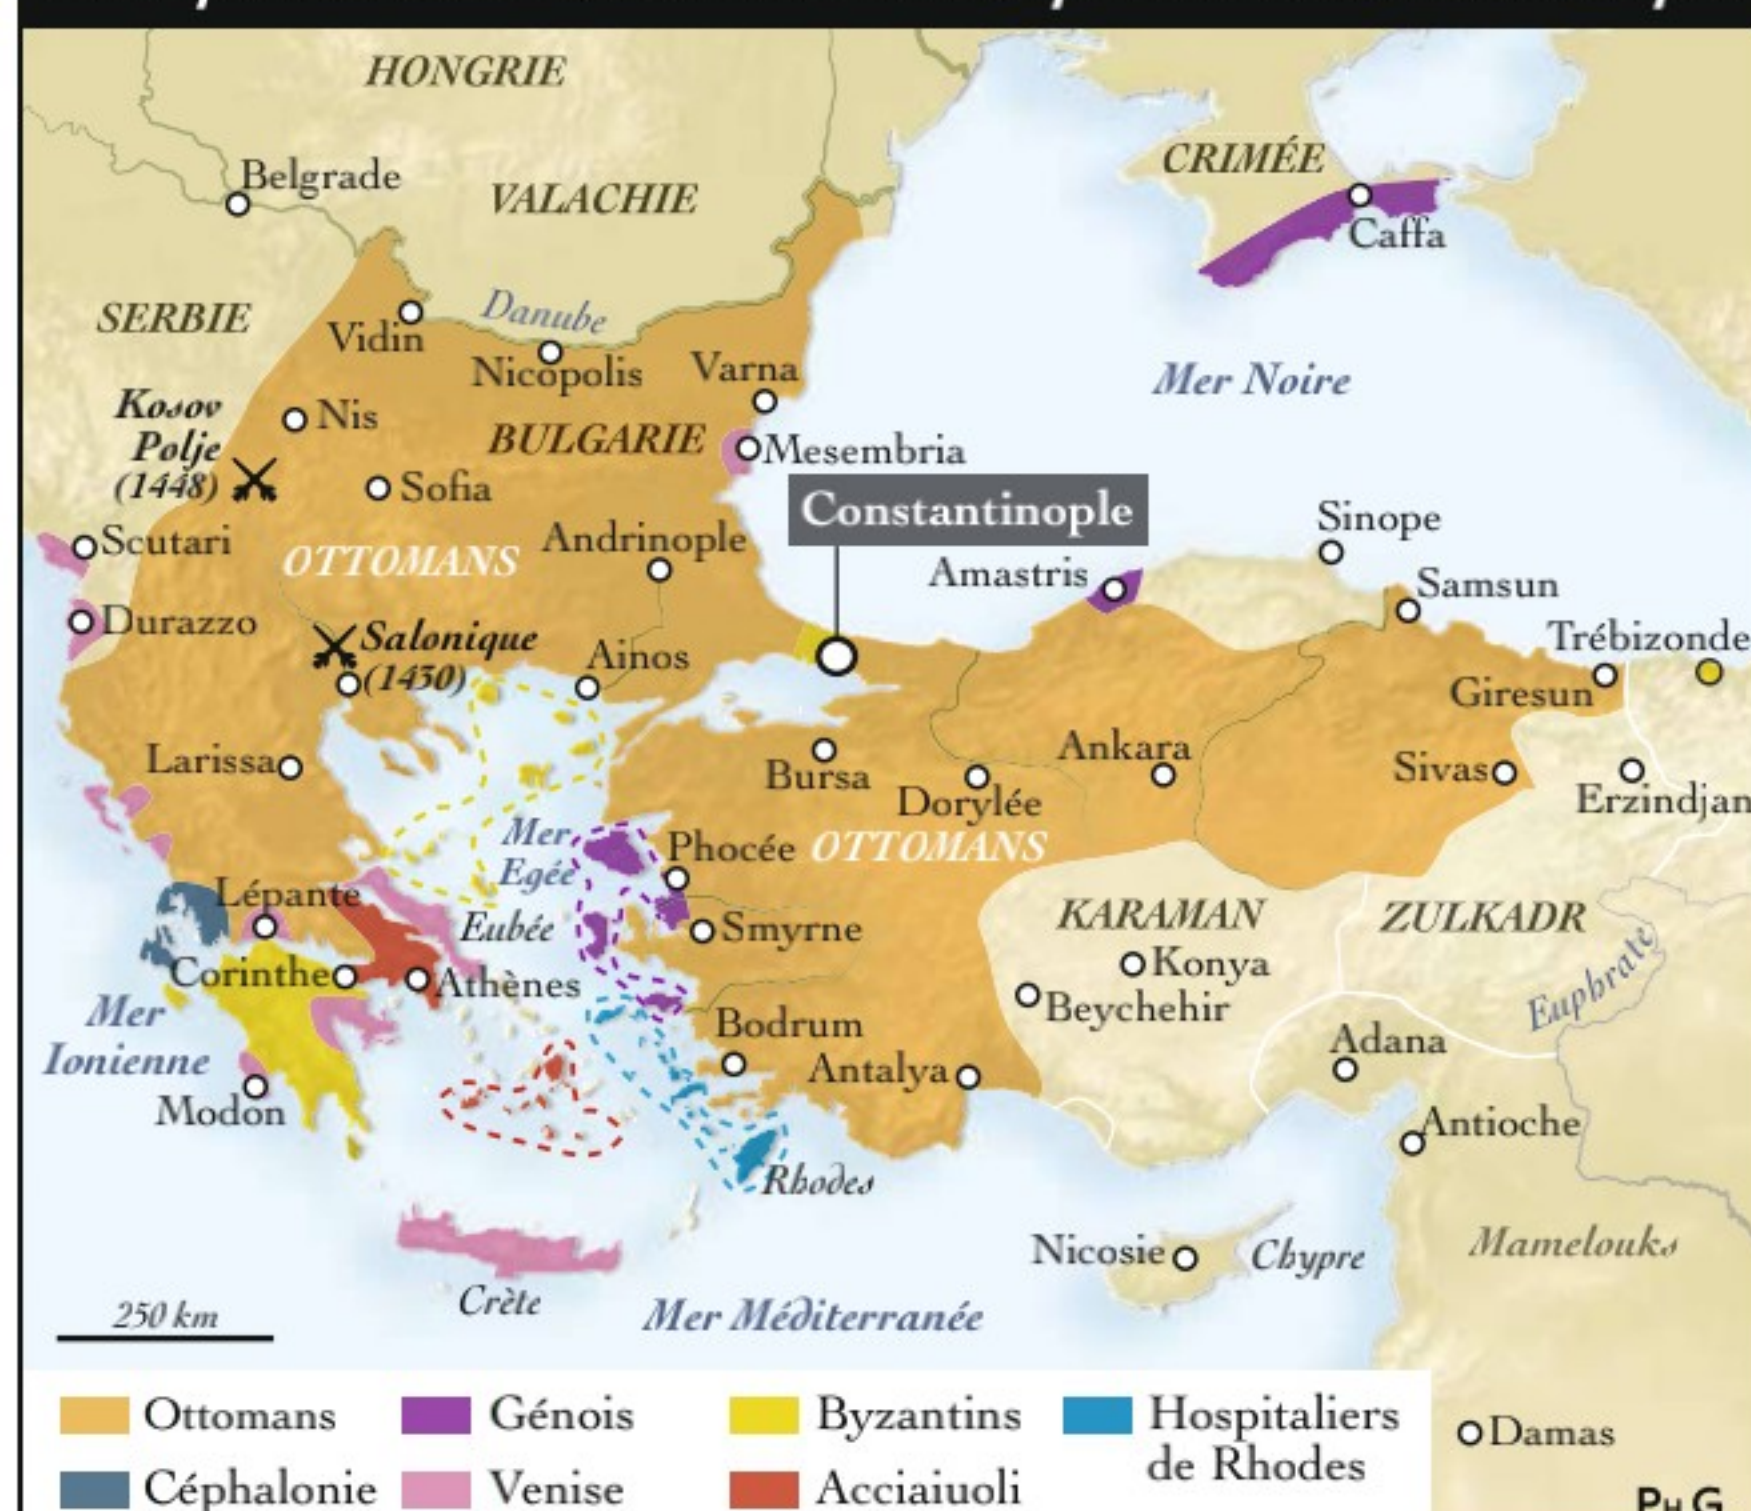 HONGRIE
CRIMÉE
Belgrade
VALACHIE
Caffa
SERBIE
Danube
Vidin
Nicopolis
Varna
Mer Noire
Kosov
Polje
(1448)
Nis
BULGARIE
Mesembria
Sofia
Constantinople
Sinope
Scutari
OTTOMANS
Andrinople
Amastris
Samsun
Durazzo
Salonique
(1430)
Ainos
Trébizonde
Giresun
Larissa
Bursa
Dorylée
Ankara
Sivas
Erzindjan
Mer
Egée
Phocée
OTTOMANS
Lépante
Eubée
Smyrne
KARAMAN
ZULKADR
Corinthe
Athènes
Konya
Beychehir
Euphrate
Mer
Ionienne
Bodrum
Antalya
Adana
Modon
Antioche
Rhodes
Nicosie
Chypre
Mamelouks
Crète
Mer Méditerranée
250 km
Ottomans
Génois
Byzantins
Hospitaliers
de Rhodes
Céphalonie
Venise
Acciaiuoli
Damas
PH G